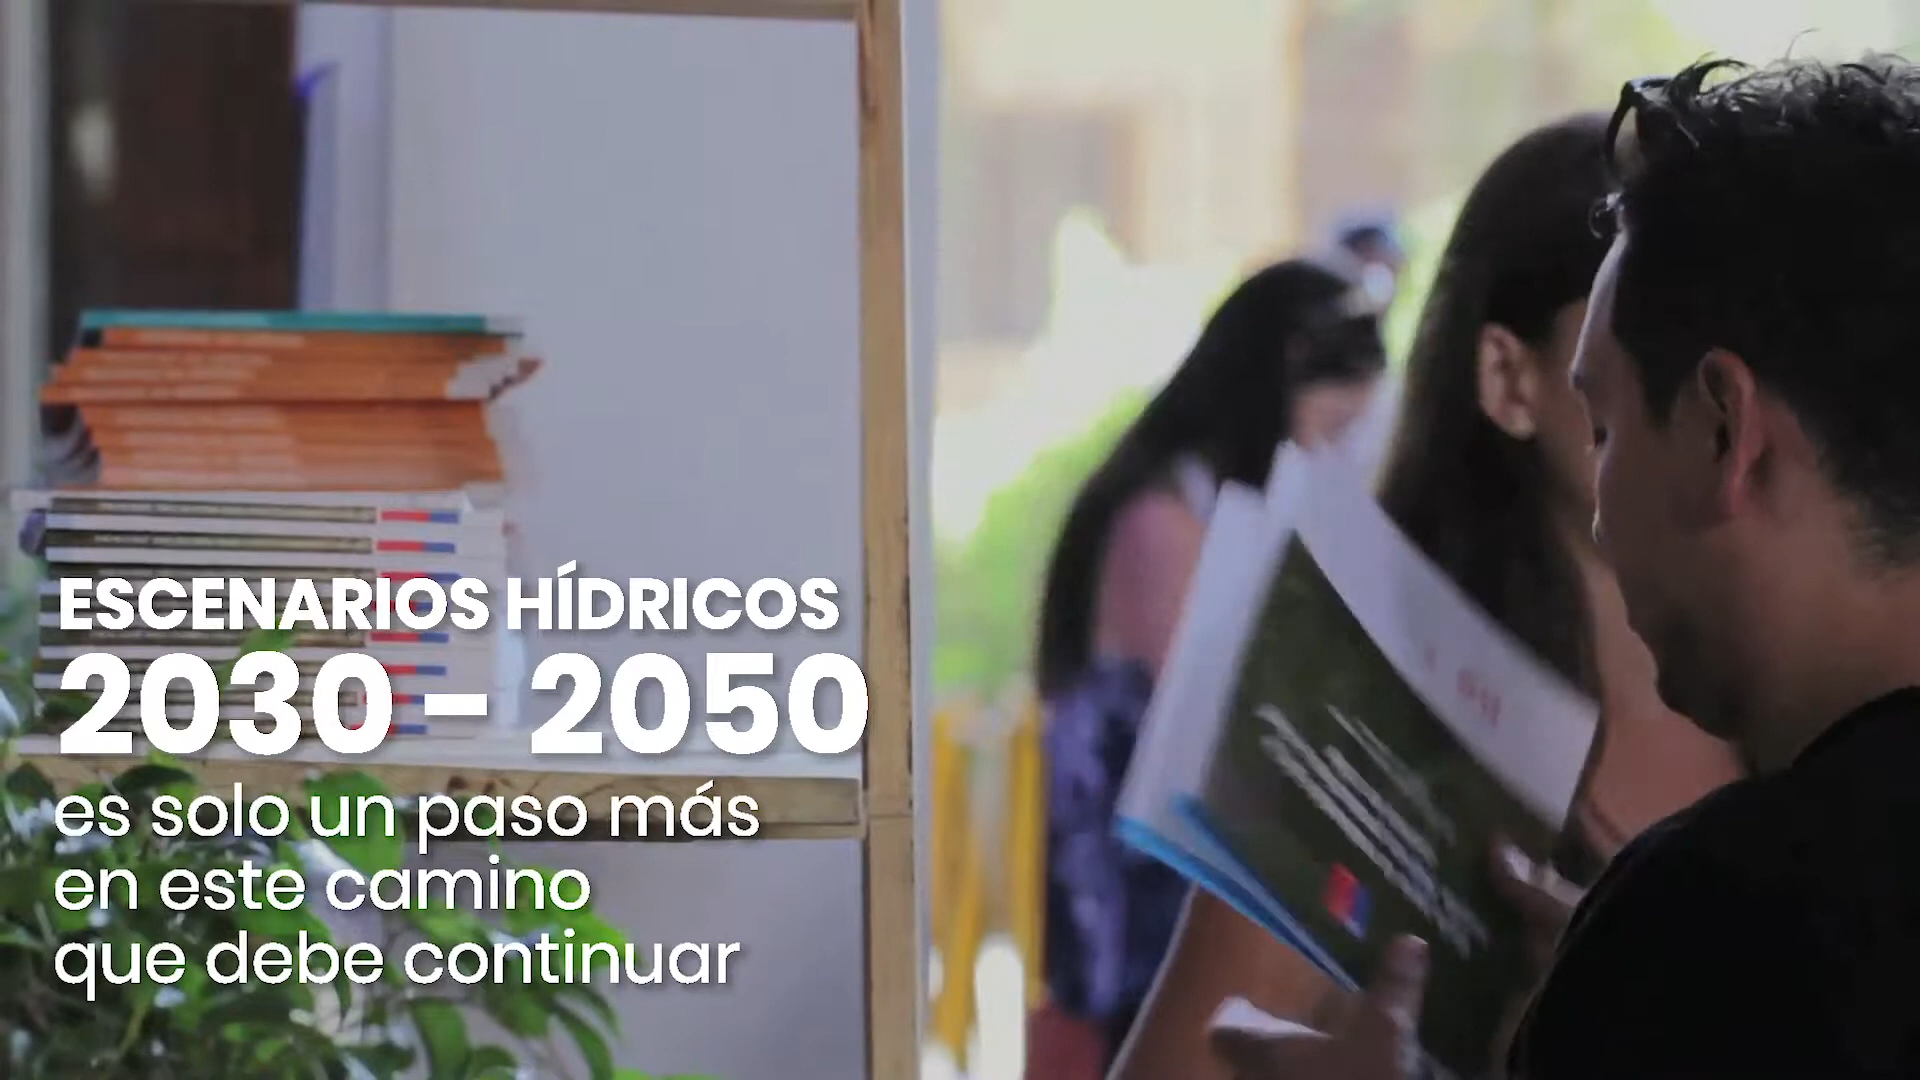 ESCENARIOS HÍDRICOS
2030 - 2050
es solo un paso más
en este camino
que debe continuar